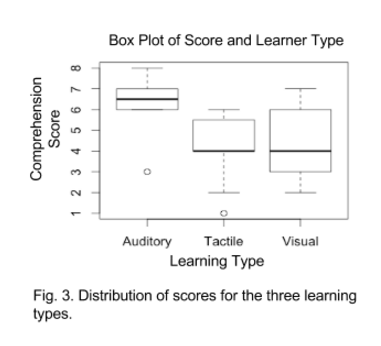 Box Plot of Score and Learner Type
Comprehension
Score
8
7
6
5
4
3
2
1
Auditory Tactile Visual
Learning Type
Fig. 3. Distribution of scores for the three learning
types.